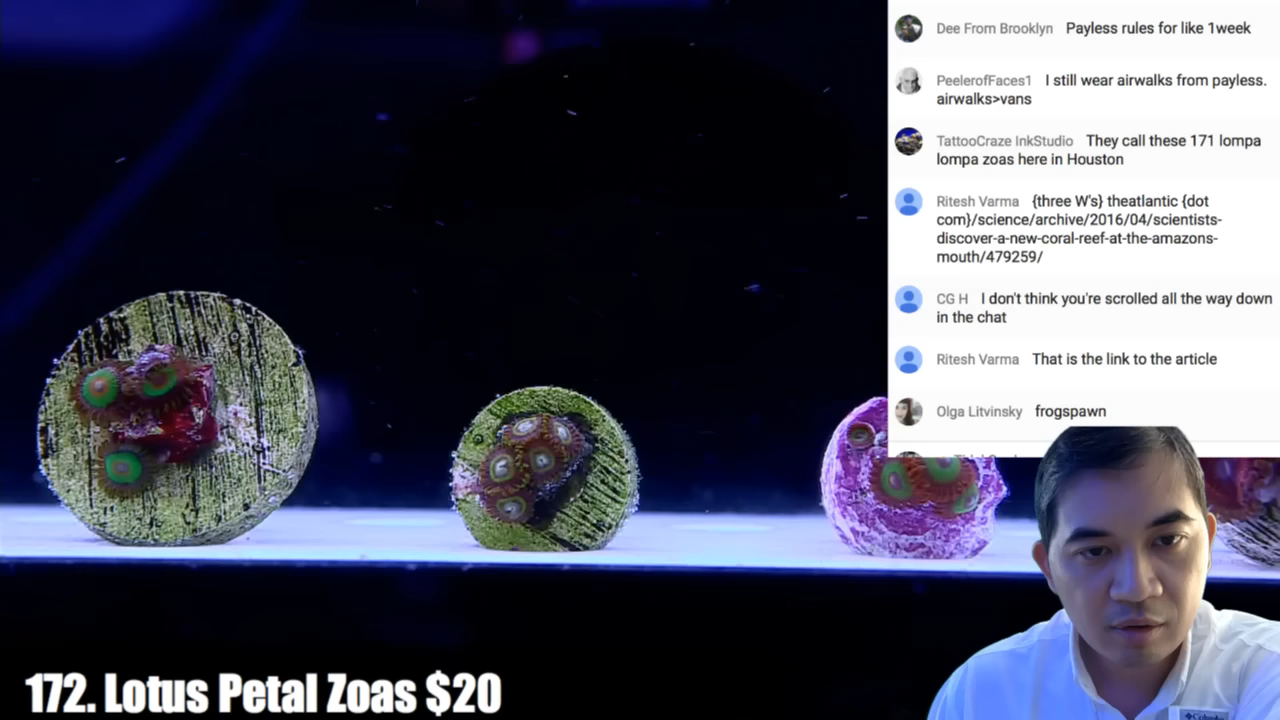 Dee From Brooklyn Payless rules for like 1week
PeelerofFaces1 I still wear airwalks from payless.
airwalks>vans
TattooCraze InkStudio They call these 171 lompa
lompa zoas here in Houston
Ritesh Varma {three W's} theatlantic {dot
com}/science/archive/2016/04/scientists-
discover-a-new-coral-reef-at-the-amazons-
mouth/479259/
CG H I don't think you're scrolled all the way down
in the chat
Ritesh Varma That is the link to the article
Olga Litvinsky frogspawn
172. Lotus Petal Zoas $20